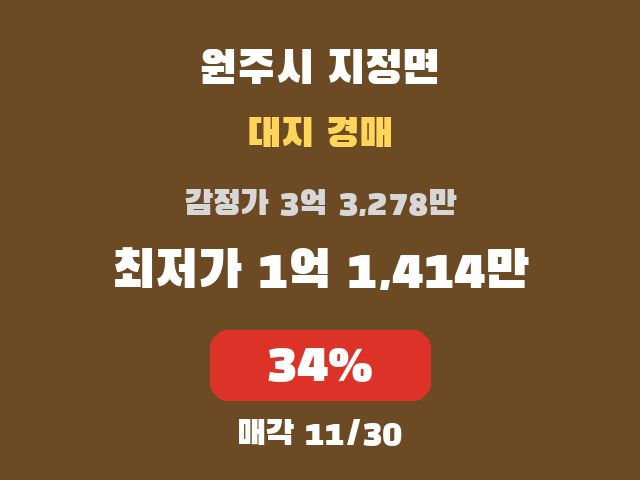 원주시 지정면
대지 경매
감정가 3억 3,278만
최저가 1억 1,414만
34%
매각 11/30